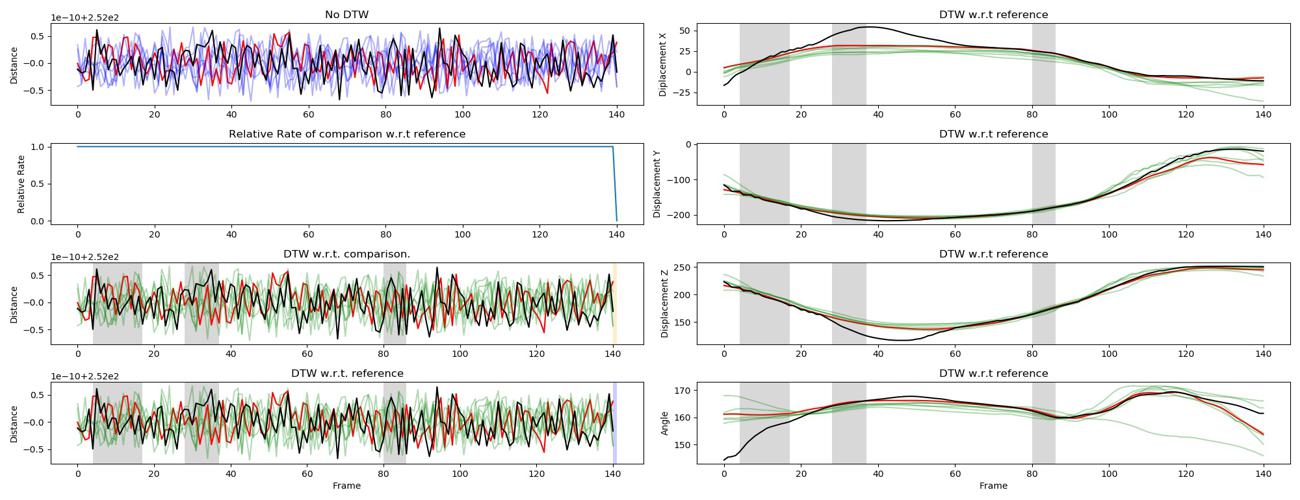 No DTW
1e−10+2.52e2
Distance
0.5
−0.0
−0.5
0 20 40 60 80 100 120 140
Relative Rate of comparison w.r.t reference
Relative Rate
1.0
0.5
0.0
0 20 40 60 80 100 120 140
DTW w.r.t. comparison.
1e−10+2.52e2
Distance
0.5
−0.0
−0.5
0 20 40 60 80 100 120 140
DTW w.r.t. reference
1e−10+2.52e2
Distance
0.5
−0.0
−0.5
0 20 40 60 80 100 120 140
Frame
DTW w.r.t reference
Diplacement X
50
25
0
−25
0 20 40 60 80 100 120 140
DTW w.r.t reference
Displacement Y
0
−100
−200
0 20 40 60 80 100 120 140
DTW w.r.t reference
Displacement Z
250
200
150
0 20 40 60 80 100 120 140
DTW w.r.t reference
Angle
170
160
150
0 20 40 60 80 100 120 140
Frame